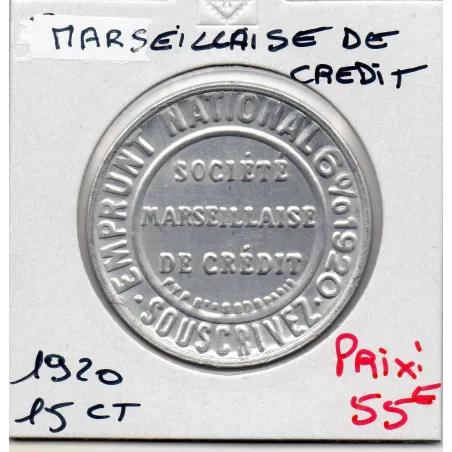 MARSEILLAISE DE
CREDIT
EMPRUNT NATIONAL 6% 1920
SOCIÉTÉ
MARSEILLAISE
DE CRÉDIT
· SOUSCRIVEZ ·
1920
15 CT
PRIX:
55€